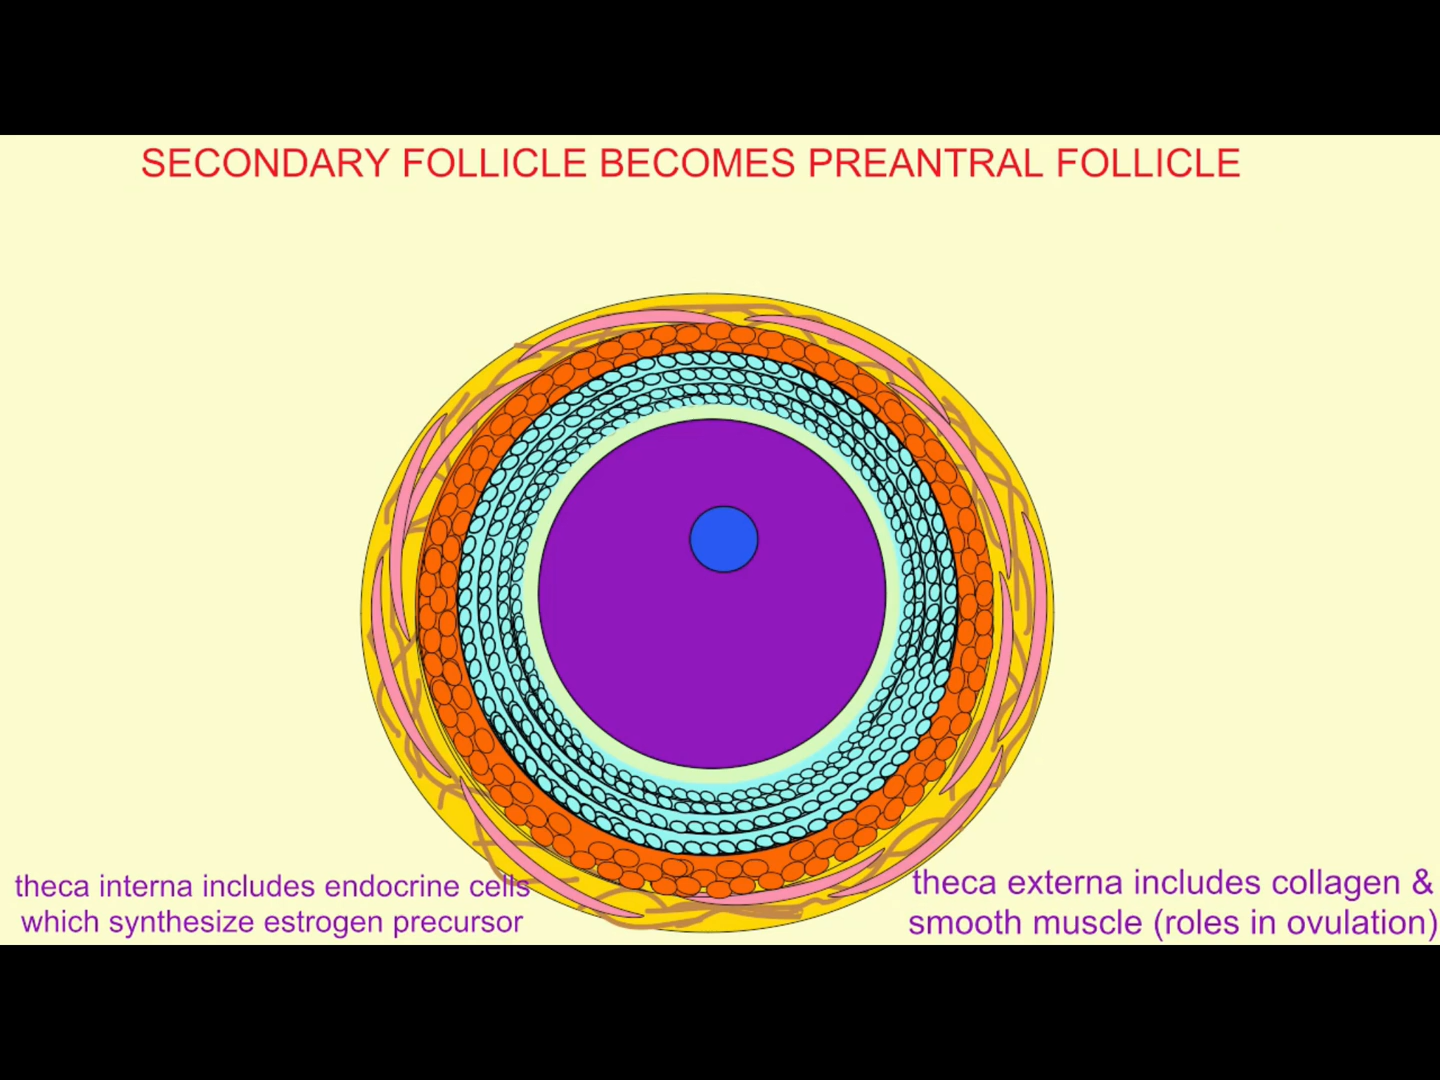 SECONDARY FOLLICLE BECOMES PREANTRAL FOLLICLE
theca interna includes endocrine cells
which synthesize estrogen precursor
theca externa includes collagen &
smooth muscle (roles in ovulation)